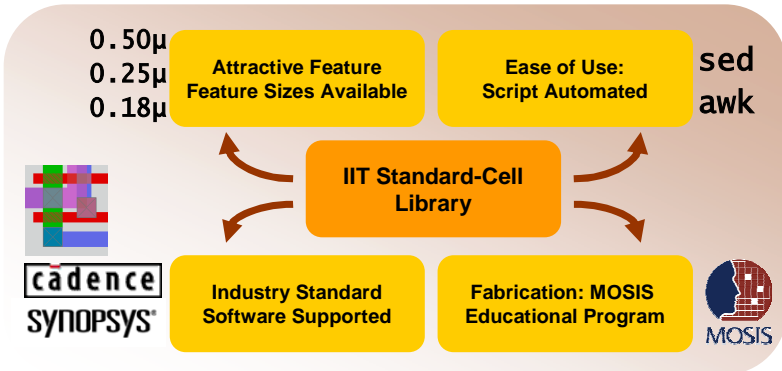 0.50µ
0.25µ
0.18µ
Attractive Feature
Feature Sizes Available
Ease of Use:
Script Automated
sed
awk
IIT Standard-Cell
Library
cādence
SYNOPSYS®
Industry Standard
Software Supported
Fabrication: MOSIS
Educational Program
MOSIS